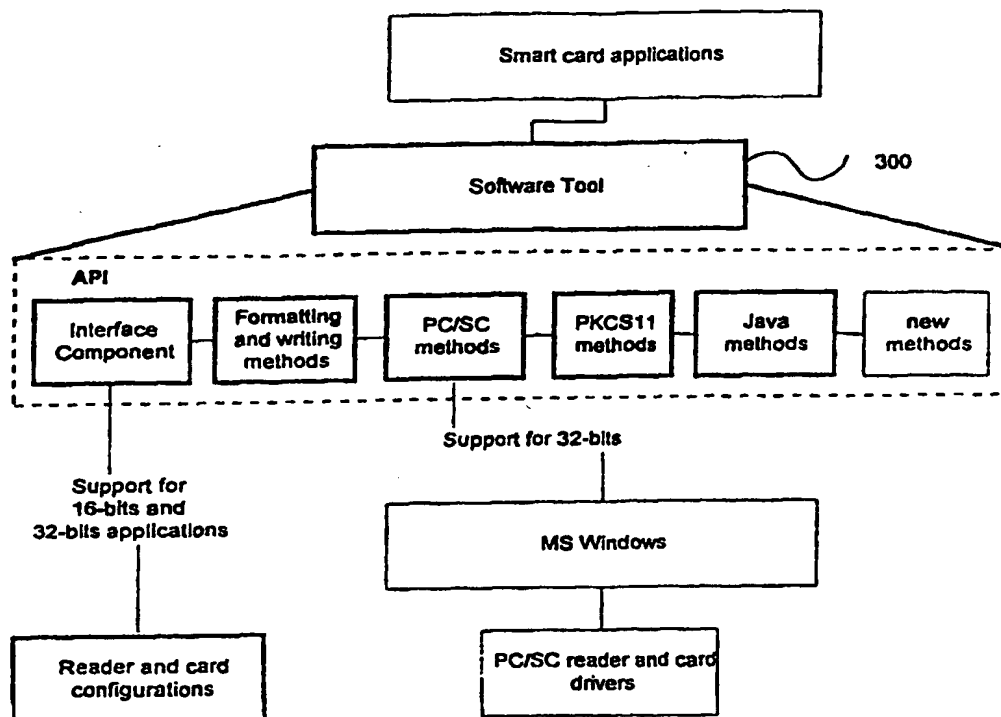 Smart card applications
Software Tool
300
API
Interface
Component
Formatting
and writing
methods
PC/SC
methods
PKCS11
methods
Java
methods
new
methods
Support for 32-bits
Support for
16-bits and
32-bits applications
MS Windows
Reader and card
configurations
PC/SC reader and card
drivers